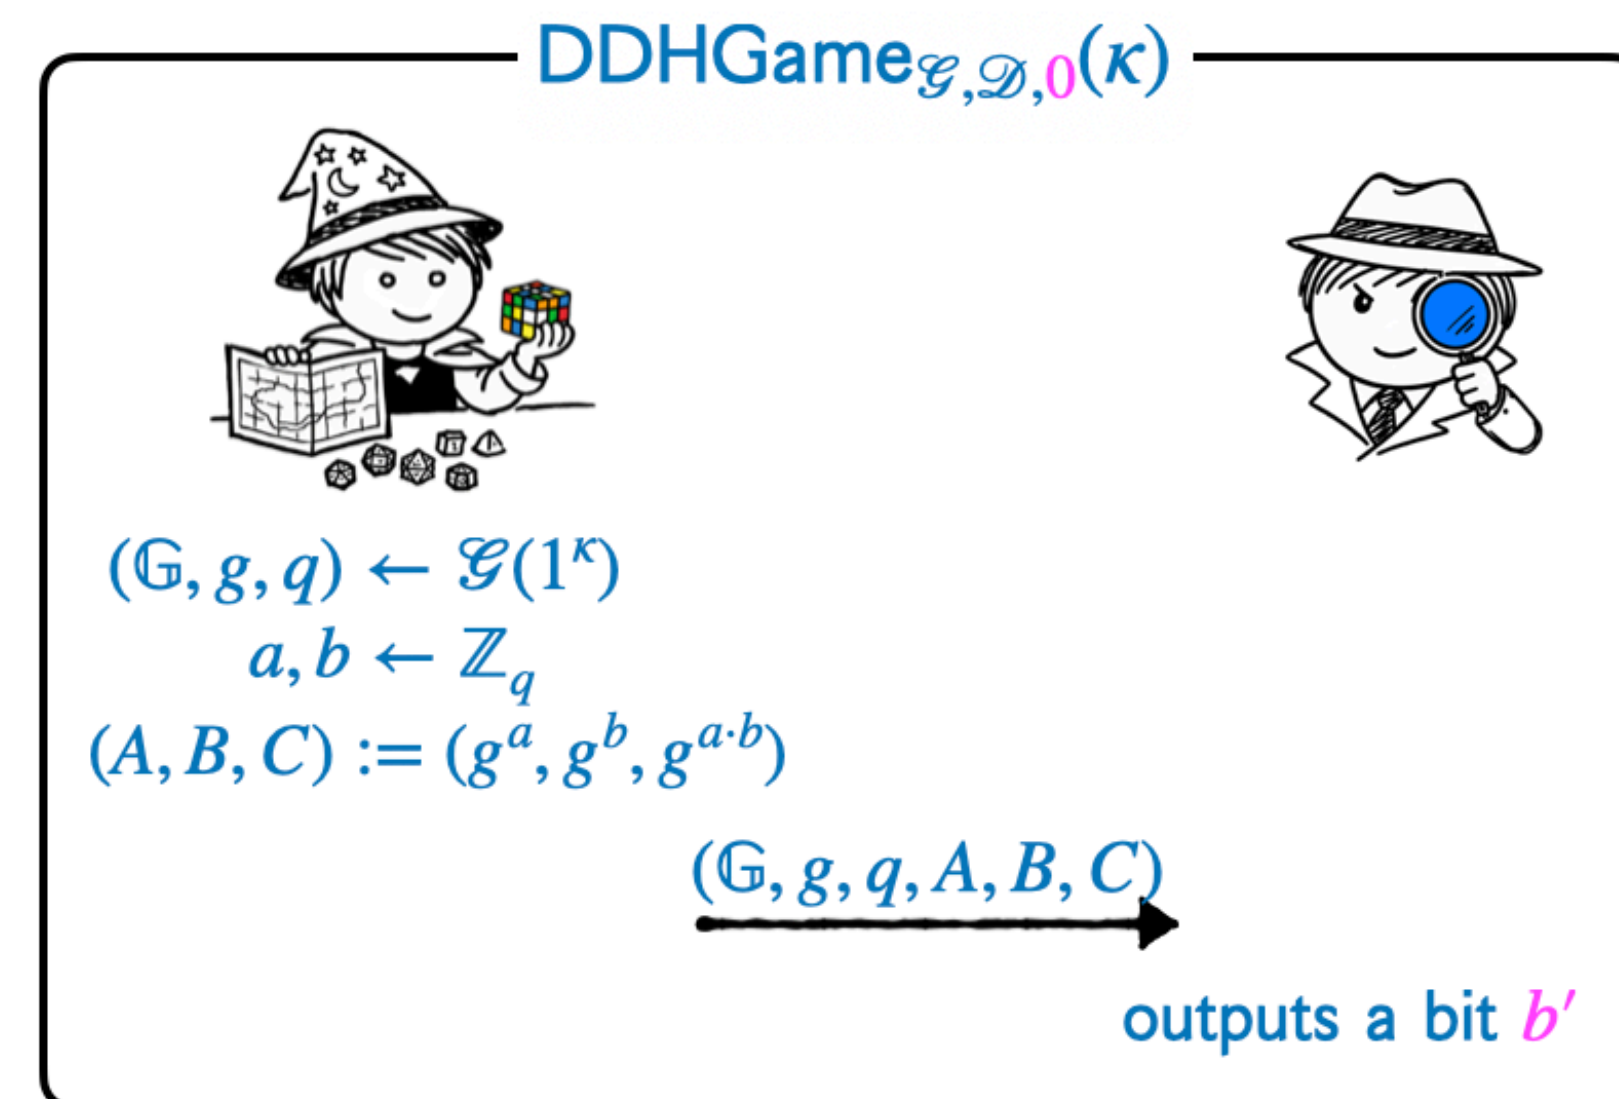 DDHGame𝒢,𝒟,0(κ)
(𝔾, g, q) ← 𝒢(1^κ)
a, b ← ℤ_q
(A, B, C) := (g^a, g^b, g^{a·b})
(𝔾, g, q, A, B, C)
outputs a bit b′